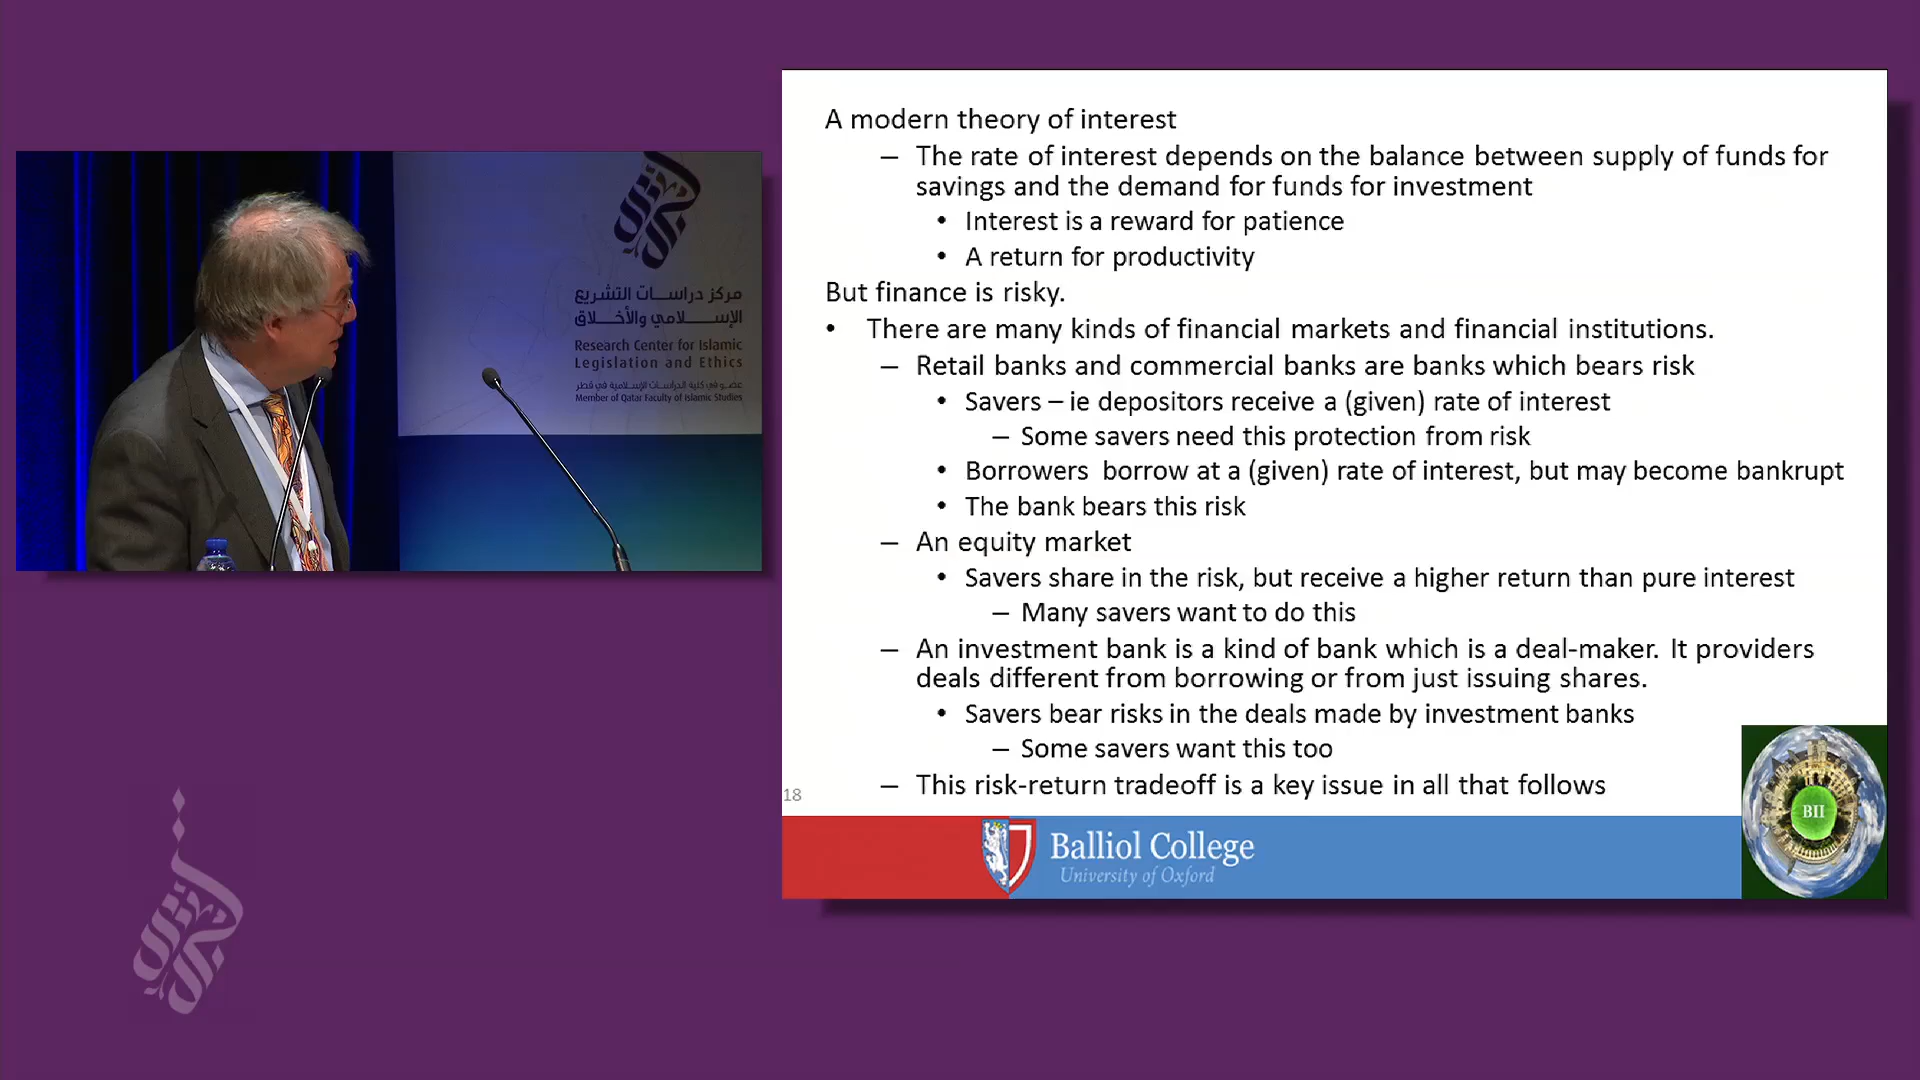 مركز دراسات التشريع
الإسلامي والأخلاق
Research Center for Islamic
Legislation and Ethics
عضو في كلية الدراسات الإسلامية في قطر
Member of Qatar Faculty of Islamic Studies
A modern theory of interest
– The rate of interest depends on the balance between supply of funds for
savings and the demand for funds for investment
• Interest is a reward for patience
• A return for productivity
But finance is risky.
• There are many kinds of financial markets and financial institutions.
– Retail banks and commercial banks are banks which bears risk
• Savers – ie depositors receive a (given) rate of interest
– Some savers need this protection from risk
• Borrowers borrow at a (given) rate of interest, but may become bankrupt
• The bank bears this risk
– An equity market
• Savers share in the risk, but receive a higher return than pure interest
– Many savers want to do this
– An investment bank is a kind of bank which is a deal-maker. It providers
deals different from borrowing or from just issuing shares.
• Savers bear risks in the deals made by investment banks
– Some savers want this too
– This risk-return tradeoff is a key issue in all that follows
18
BII
Balliol College
University of Oxford